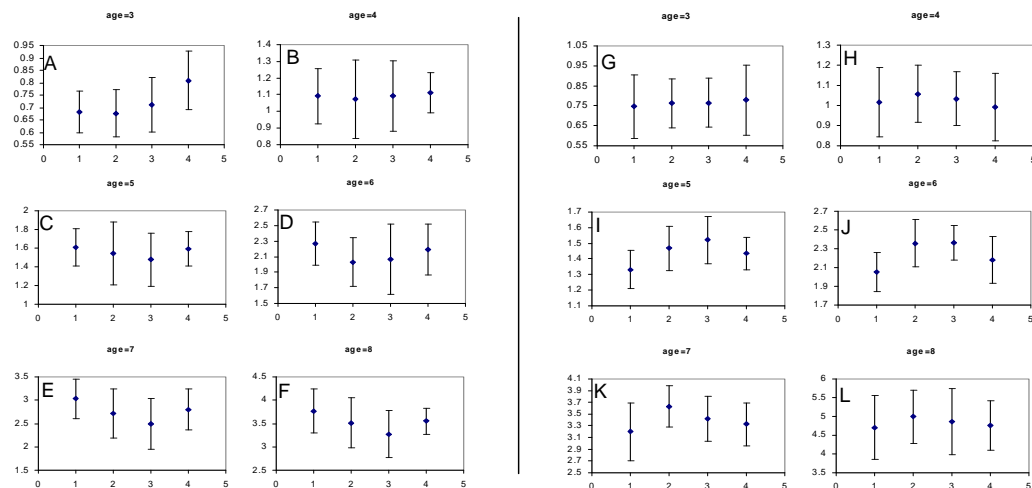 age=3
0.95
0.9
0.85
0.8
0.75
0.7
0.65
0.6
0.55
A
0 1 2 3 4 5
age=4
1.4
1.3
1.2
1.1
1
0.9
0.8
B
0 1 2 3 4 5
age=5
2
1.8
1.6
1.4
1.2
1
C
0 1 2 3 4 5
age=6
2.7
2.5
2.3
2.1
1.9
1.7
1.5
D
0 1 2 3 4 5
age=7
3.5
3
2.5
2
1.5
E
0 1 2 3 4 5
age=8
4.5
4
3.5
3
2.5
F
0 1 2 3 4 5
age=3
1.05
0.95
0.85
0.75
0.65
0.55
G
0 1 2 3 4 5
age=4
1.3
1.2
1.1
1
0.9
0.8
H
0 1 2 3 4 5
age=5
1.7
1.6
1.5
1.4
1.3
1.2
1.1
I
0 1 2 3 4 5
age=6
2.7
2.5
2.3
2.1
1.9
1.7
J
0 1 2 3 4 5
age=7
4.1
3.9
3.7
3.5
3.3
3.1
2.9
2.7
2.5
K
0 1 2 3 4 5
age=8
6
5.5
5
4.5
4
3.5
L
0 1 2 3 4 5